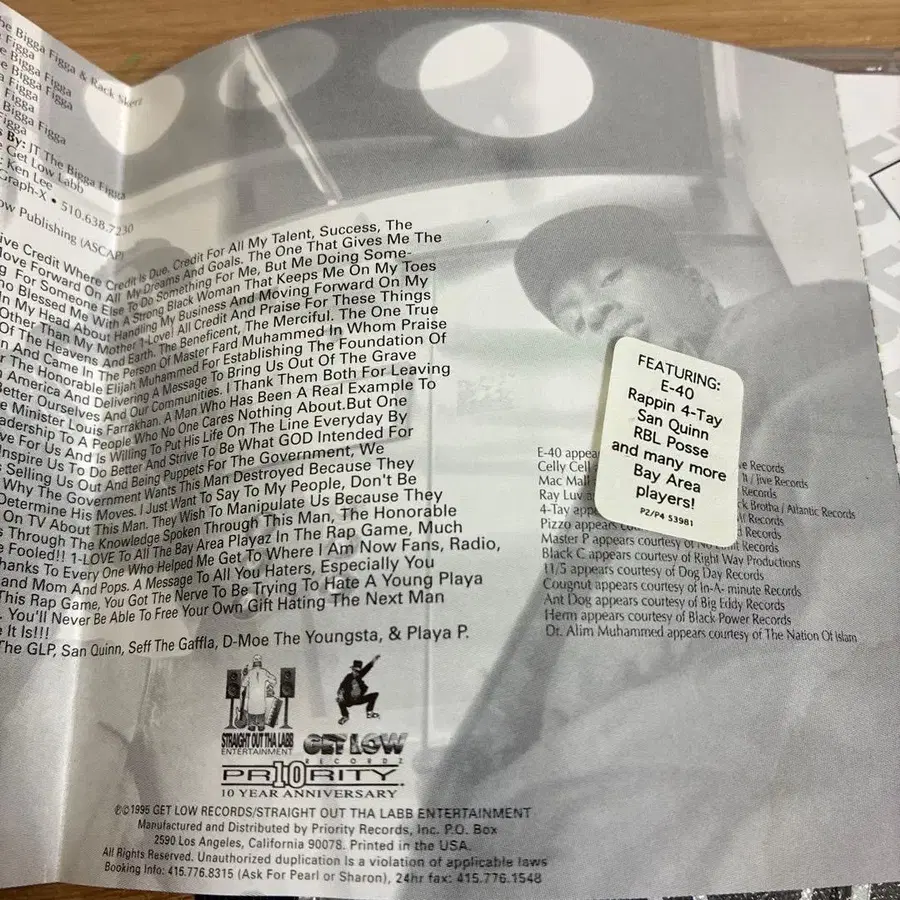 he Bigga Figga & Rack Skerz
Figga
e Bigga Figga
Figga
e Bigga Figga
a Figga
Figga
Bigga Figga
Figga
s By: JT The Bigga Figga
e Get Low Labb
: Ken Lee
Graph-X • 510.638.7230
ow Publishing (ASCAP)
ive Credit Where Credit Is Due, Credit For All My Talent, Success, The
Move Forward On All My Dreams And Goals. The One That Gives Me The
g For Someone Else To Do Something For Me, But Me Doing Some-
ho Blessed Me With A Strong Black Woman That Keeps Me On My Toes
In My Head About Handling My Business And Moving Forward On My
Other Than My Mother 1-Love! All Credit And Praise For These Things
Of The Heavens And Earth. The Beneficent, The Merciful. The One True
n And Came In The Person Of Master Fard Muhammed In Whom Praise
r The Honorable Elijah Muhammed For Establishing The Foundation Of
n America And Delivering A Message To Bring Us Out Of The Grave
Better Ourselves And Our Communities. I Thank Them Both For Leaving
e Minister Louis Farrakhan. A Man Who Has Been A Real Example To
eadership To A People Who No One Cares Nothing About.But One
ve For Us And Is Willing To Put His Life On The Line Everyday By
Inspire Us To Do Better And Strive To Be What GOD Intended For
s Selling Us Out And Being Puppets For The Government, We
Why The Government Wants This Man Destroyed Because They
Determine His Moves. I Just Want To Say To My People, Don't Be
On TV About This Man. They Wish To Manipulate Us Because They
s Through The Knowledge Spoken Through This Man, The Honorable
e Fooled!! 1-LOVE To All The Bay Area Playaz In The Rap Game, Much
hanks To Every One Who Helped Me Get To Where I Am Now Fans, Radio,
and Mom And Pops. A Message To All You Haters, Especially You
This Rap Game, You Got The Nerve To Be Trying To Hate A Young Playa
. You'll Never Be Able To Free Your Own Gift Hating The Next Man
e It Is!!!
The GLP, San Quinn, Seff The Gaffla, D-Moe The Youngsta, & Playa P.
FEATURING:
E-40
Rappin 4-Tay
San Quinn
RBL Posse
and many more
Bay Area
players!
P2/P4 53981
E-40 appea ve Records
Celly Cell a ll / Jive Records
Mac Mall Records
Ray Luv a Brotha / Atlantic Records
4-Tay app Records
Pizzo appears Records
Master P appears courtesy of No Limit Records
Black C appears courtesy of Right Way Productions
11/5 appears courtesy of Dog Day Records
Cougnut appears courtesy of In-A- minute Records
Ant Dog appears courtesy of Big Eddy Records
Herm appears courtesy of Black Power Records
Dr. Alim Muhammed appears courtesy of The Nation Of Islam
STRAIGHT OUT THA LABB
ENTERTAINMENT
GET LOW
RECORDZ
PR10RITY
10 YEAR ANNIVERSARY
℗©1995 GET LOW RECORDS/STRAIGHT OUT THA LABB ENTERTAINMENT
Manufactured and Distributed by Priority Records, Inc. P.O. Box
2590 Los Angeles, California 90078. Printed in the USA.
All Rights Reserved. Unauthorized duplication Is a violation of applicable laws
Booking Info: 415.776.8315 (Ask For Pearl or Sharon), 24hr fax: 415.776.1548